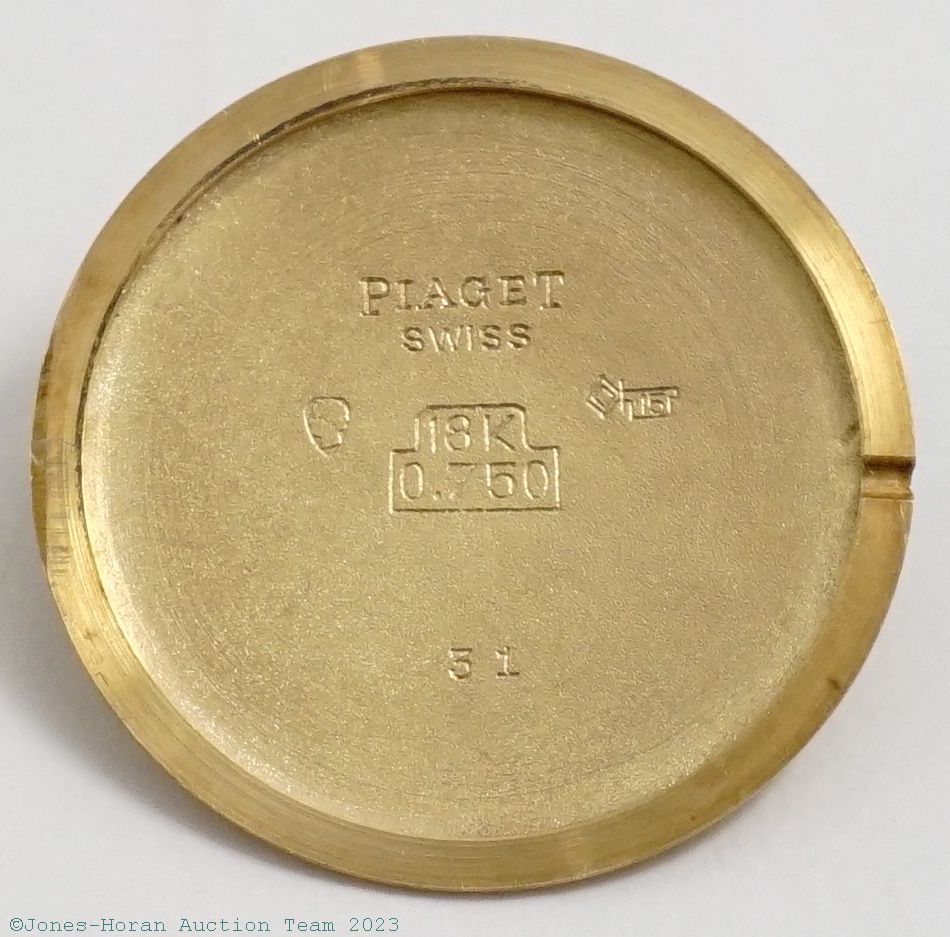 PIAGET
SWISS
18K
0.750
31
©Jones-Horan Auction Team 2023